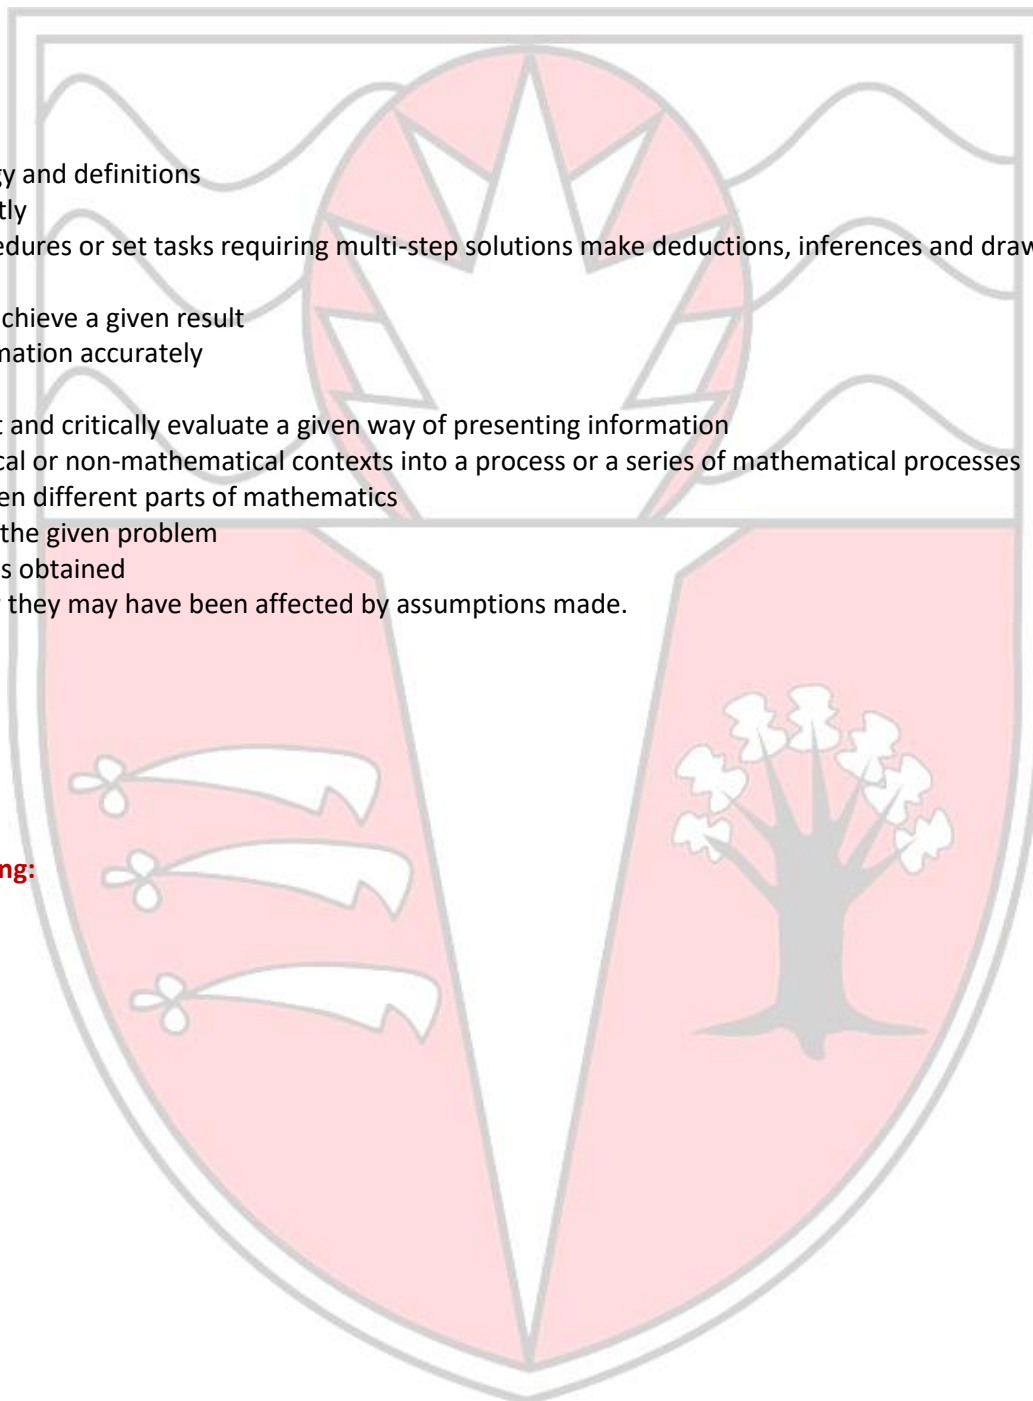 gy and definitions
tly
edures or set tasks requiring multi-step solutions make deductions, inferences and draw
chieve a given result
mation accurately
t and critically evaluate a given way of presenting information
cal or non-mathematical contexts into a process or a series of mathematical processes
en different parts of mathematics
the given problem
s obtained
they may have been affected by assumptions made.
ng: